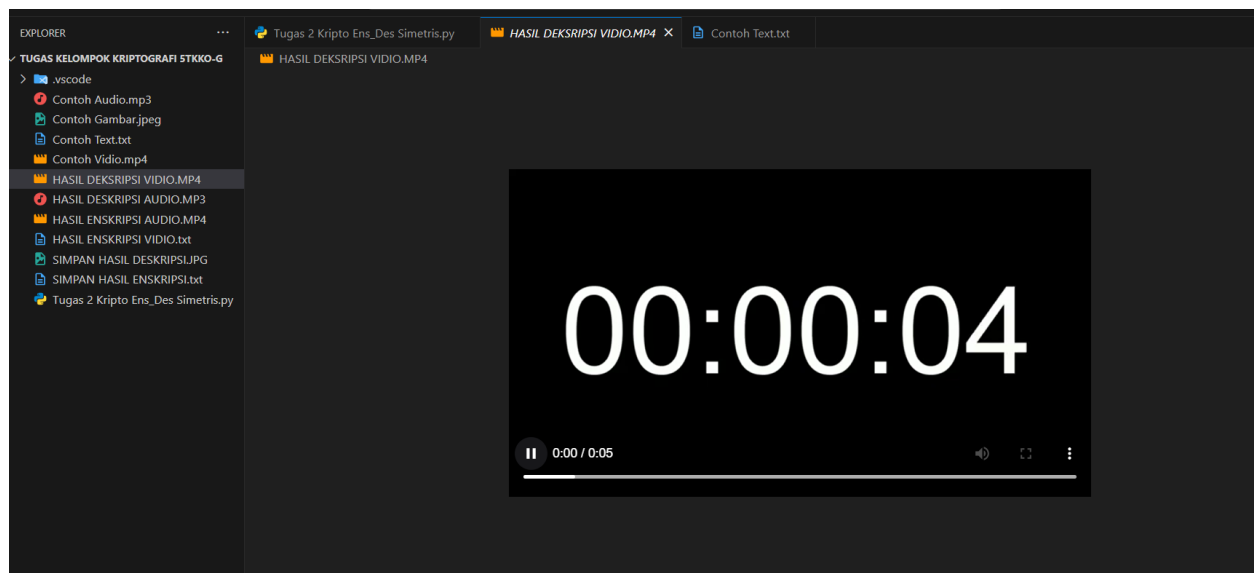 EXPLORER ···
TUGAS KELOMPOK KRIPTOGRAFI 5TKKO-G
.vscode
Contoh Audio.mp3
Contoh Gambar.jpeg
Contoh Text.txt
Contoh Vidio.mp4
HASIL DEKSRIPSI VIDIO.MP4
HASIL DESKRIPSI AUDIO.MP3
HASIL ENSKRIPSI AUDIO.MP4
HASIL ENSKRIPSI VIDIO.txt
SIMPAN HASIL DESKRIPSI.JPG
SIMPAN HASIL ENSKRIPSI.txt
Tugas 2 Kripto Ens_Des Simetris.py
Tugas 2 Kripto Ens_Des Simetris.py HASIL DEKSRIPSI VIDIO.MP4 Contoh Text.txt
HASIL DEKSRIPSI VIDIO.MP4
00:00:04
0:00 / 0:05